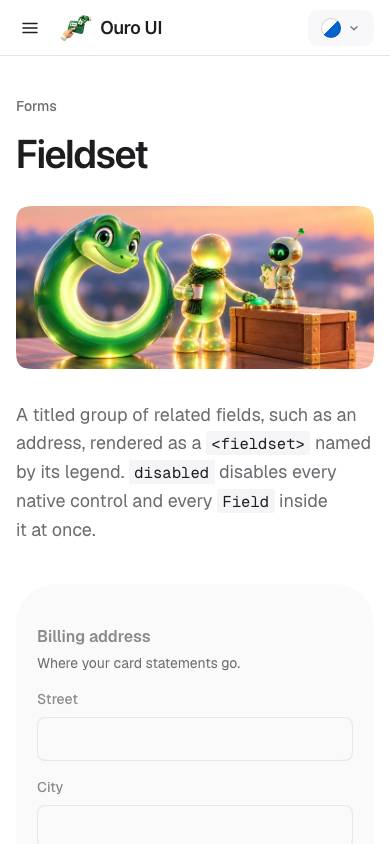 Ouro UI
Forms
Fieldset
A titled group of related fields, such as an
address, rendered as a <fieldset> named
by its legend. disabled disables every
native control and every Field inside
it at once.
Billing address
Where your card statements go.
Street
City